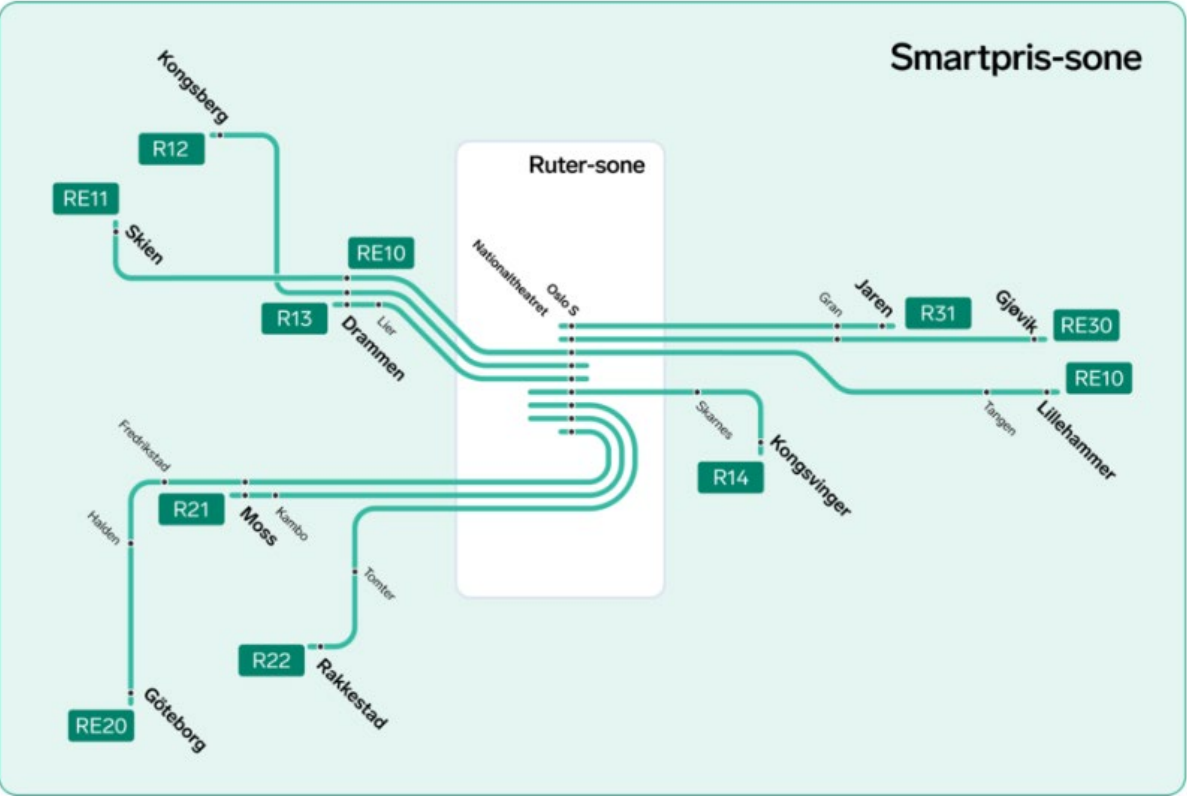 Smartpris-sone
Kongsberg
R12
Ruter-sone
RE11
Skien
RE10
Nationaltheatret
Oslo S
R13
Drammen
Lier
Gran
Jaren
R31
Gjøvik
RE30
RE10
Tangen
Lillehammer
Skarnes
Kongsvinger
R14
Fredrikstad
R21
Moss
Kambo
Halden
Tomter
R22
Rakkestad
Göteborg
RE20